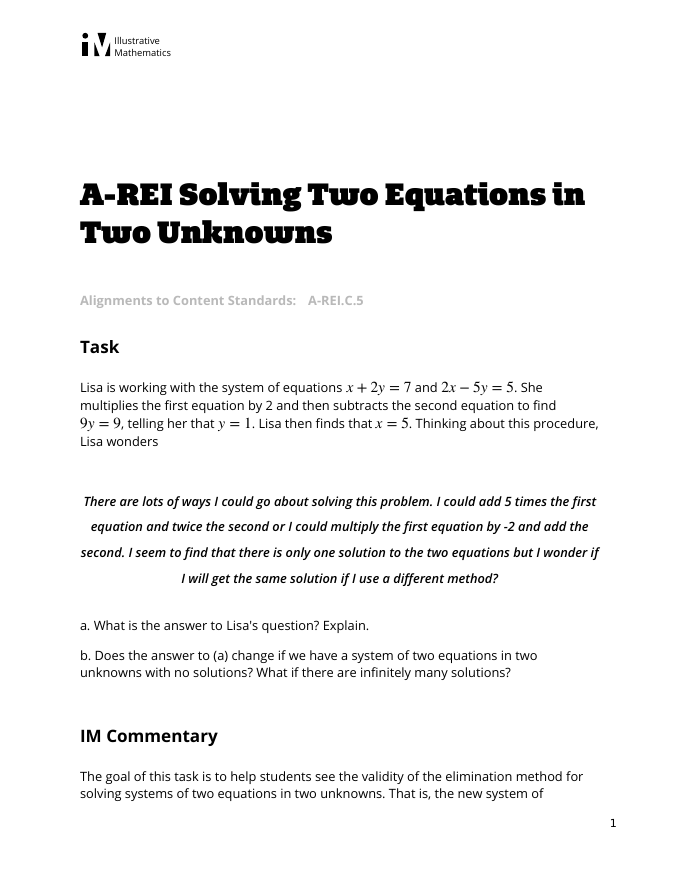 Illustrative
Mathematics
A-REI Solving Two Equations in
Two Unknowns
Alignments to Content Standards: A-REI.C.5
Task
Lisa is working with the system of equations x + 2y = 7 and 2x − 5y = 5. She
multiplies the first equation by 2 and then subtracts the second equation to find
9y = 9, telling her that y = 1. Lisa then finds that x = 5. Thinking about this procedure,
Lisa wonders
There are lots of ways I could go about solving this problem. I could add 5 times the first
equation and twice the second or I could multiply the first equation by -2 and add the
second. I seem to find that there is only one solution to the two equations but I wonder if
I will get the same solution if I use a different method?
a. What is the answer to Lisa's question? Explain.
b. Does the answer to (a) change if we have a system of two equations in two
unknowns with no solutions? What if there are infinitely many solutions?
IM Commentary
The goal of this task is to help students see the validity of the elimination method for
solving systems of two equations in two unknowns. That is, the new system of
1